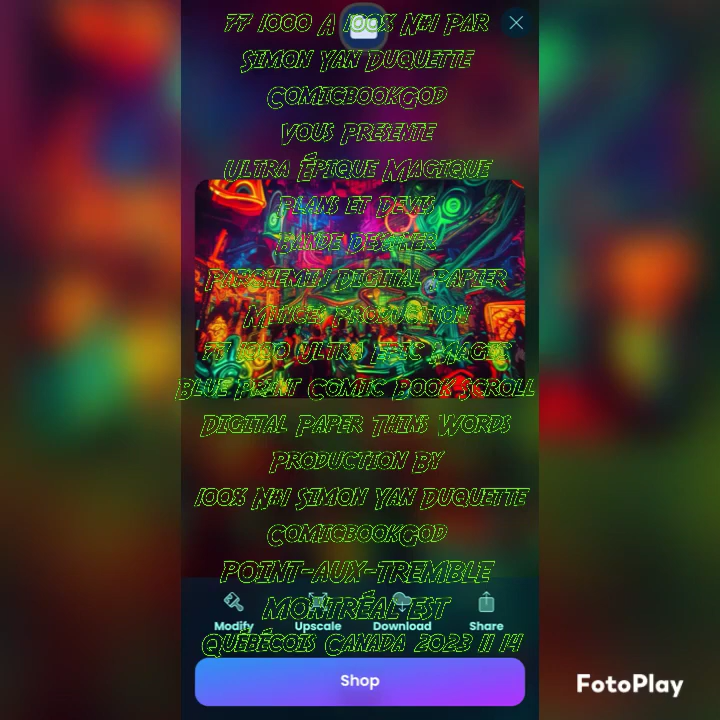 77 1000 A 100% N#1 PAR
SIMON YAN DUQUETTE
COMICBOOKGOD
VOUS PRESENTE
ULTRA ÉPIQUE MAGIQUE
PLANS ET DEVIS
BANDE
PARCHEMIN DIGITAL PAPIER
MINCES PRODUCTION
77 1000 ULTRA EPIC MAGES
BLUE PRINT COMIC BOOK SCROLL
DIGITAL PAPER THINS WORDS
PRODUCTION BY
100% N#1 SIMON YAN DUQUETTE
COMICBOOKGOD
POINT-AUX-TREMBLE
MONTRÉAL EST
Modify Upscale Download Share
QUÉBÉCOIS CANADA 2023 11 14
Shop
FotoPlay